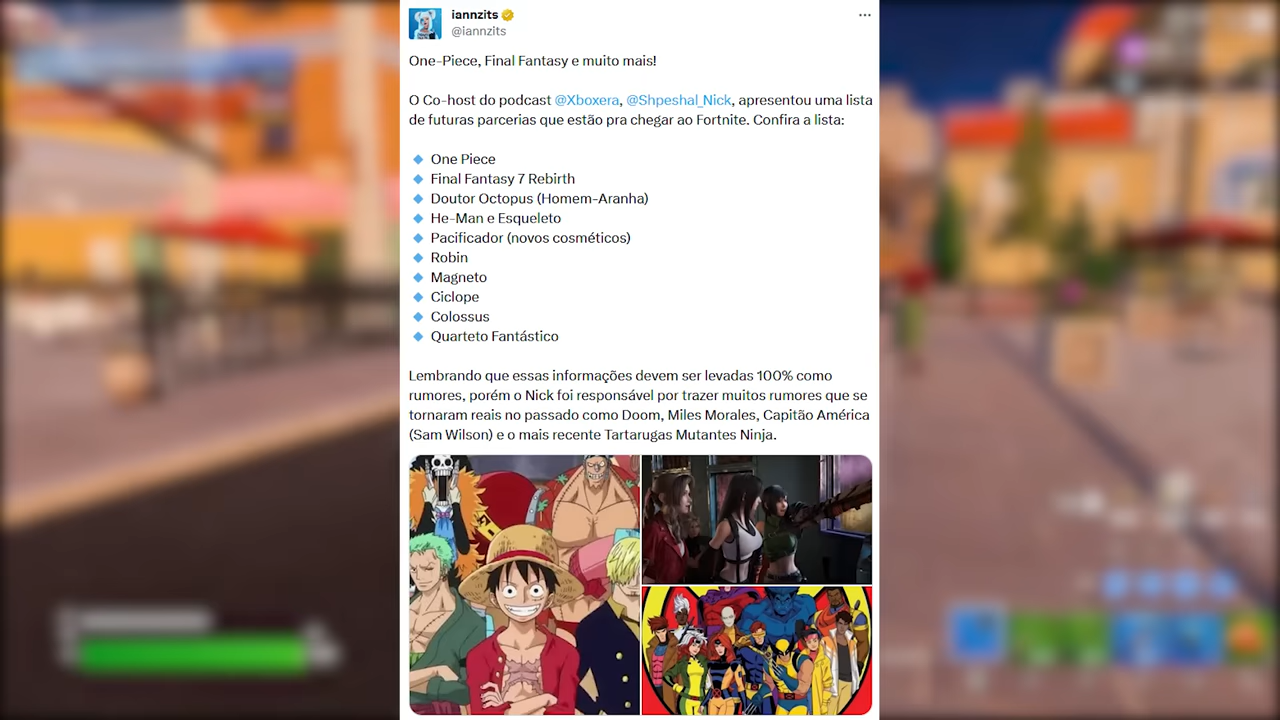 iannzits
@iannzits
One-Piece, Final Fantasy e muito mais!
O Co-host do podcast @Xboxera, @Shpeshal_Nick, apresentou uma lista
de futuras parcerias que estão pra chegar ao Fortnite. Confira a lista:
One Piece
Final Fantasy 7 Rebirth
Doutor Octopus (Homem-Aranha)
He-Man e Esqueleto
Pacificador (novos cosméticos)
Robin
Magneto
Ciclope
Colossus
Quarteto Fantástico
Lembrando que essas informações devem ser levadas 100% como
rumores, porém o Nick foi responsável por trazer muitos rumores que se
tornaram reais no passado como Doom, Miles Morales, Capitão América
(Sam Wilson) e o mais recente Tartarugas Mutantes Ninja.